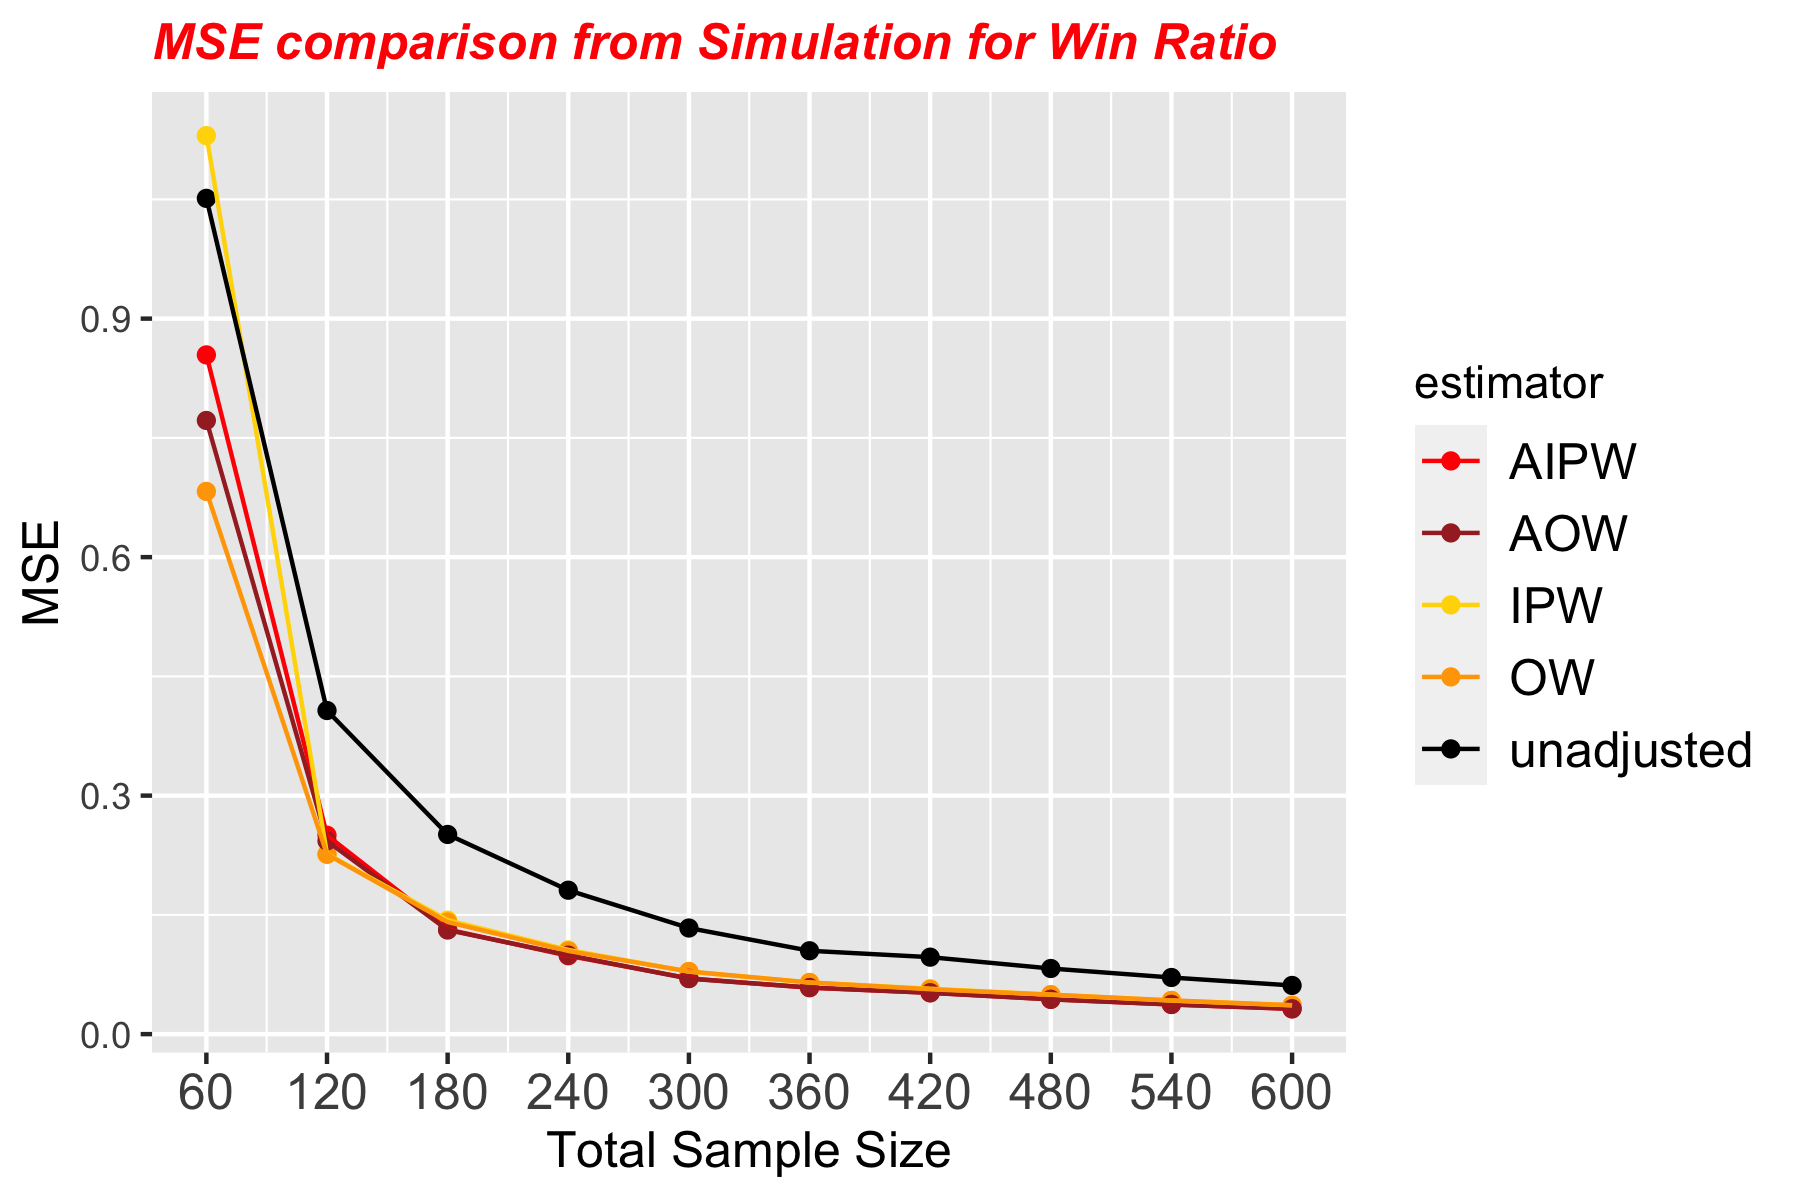 MSE comparison from Simulation for Win Ratio
MSE
0.9
0.6
0.3
0.0
60 120 180 240 300 360 420 480 540 600
Total Sample Size
estimator
AIPW
AOW
IPW
OW
unadjusted